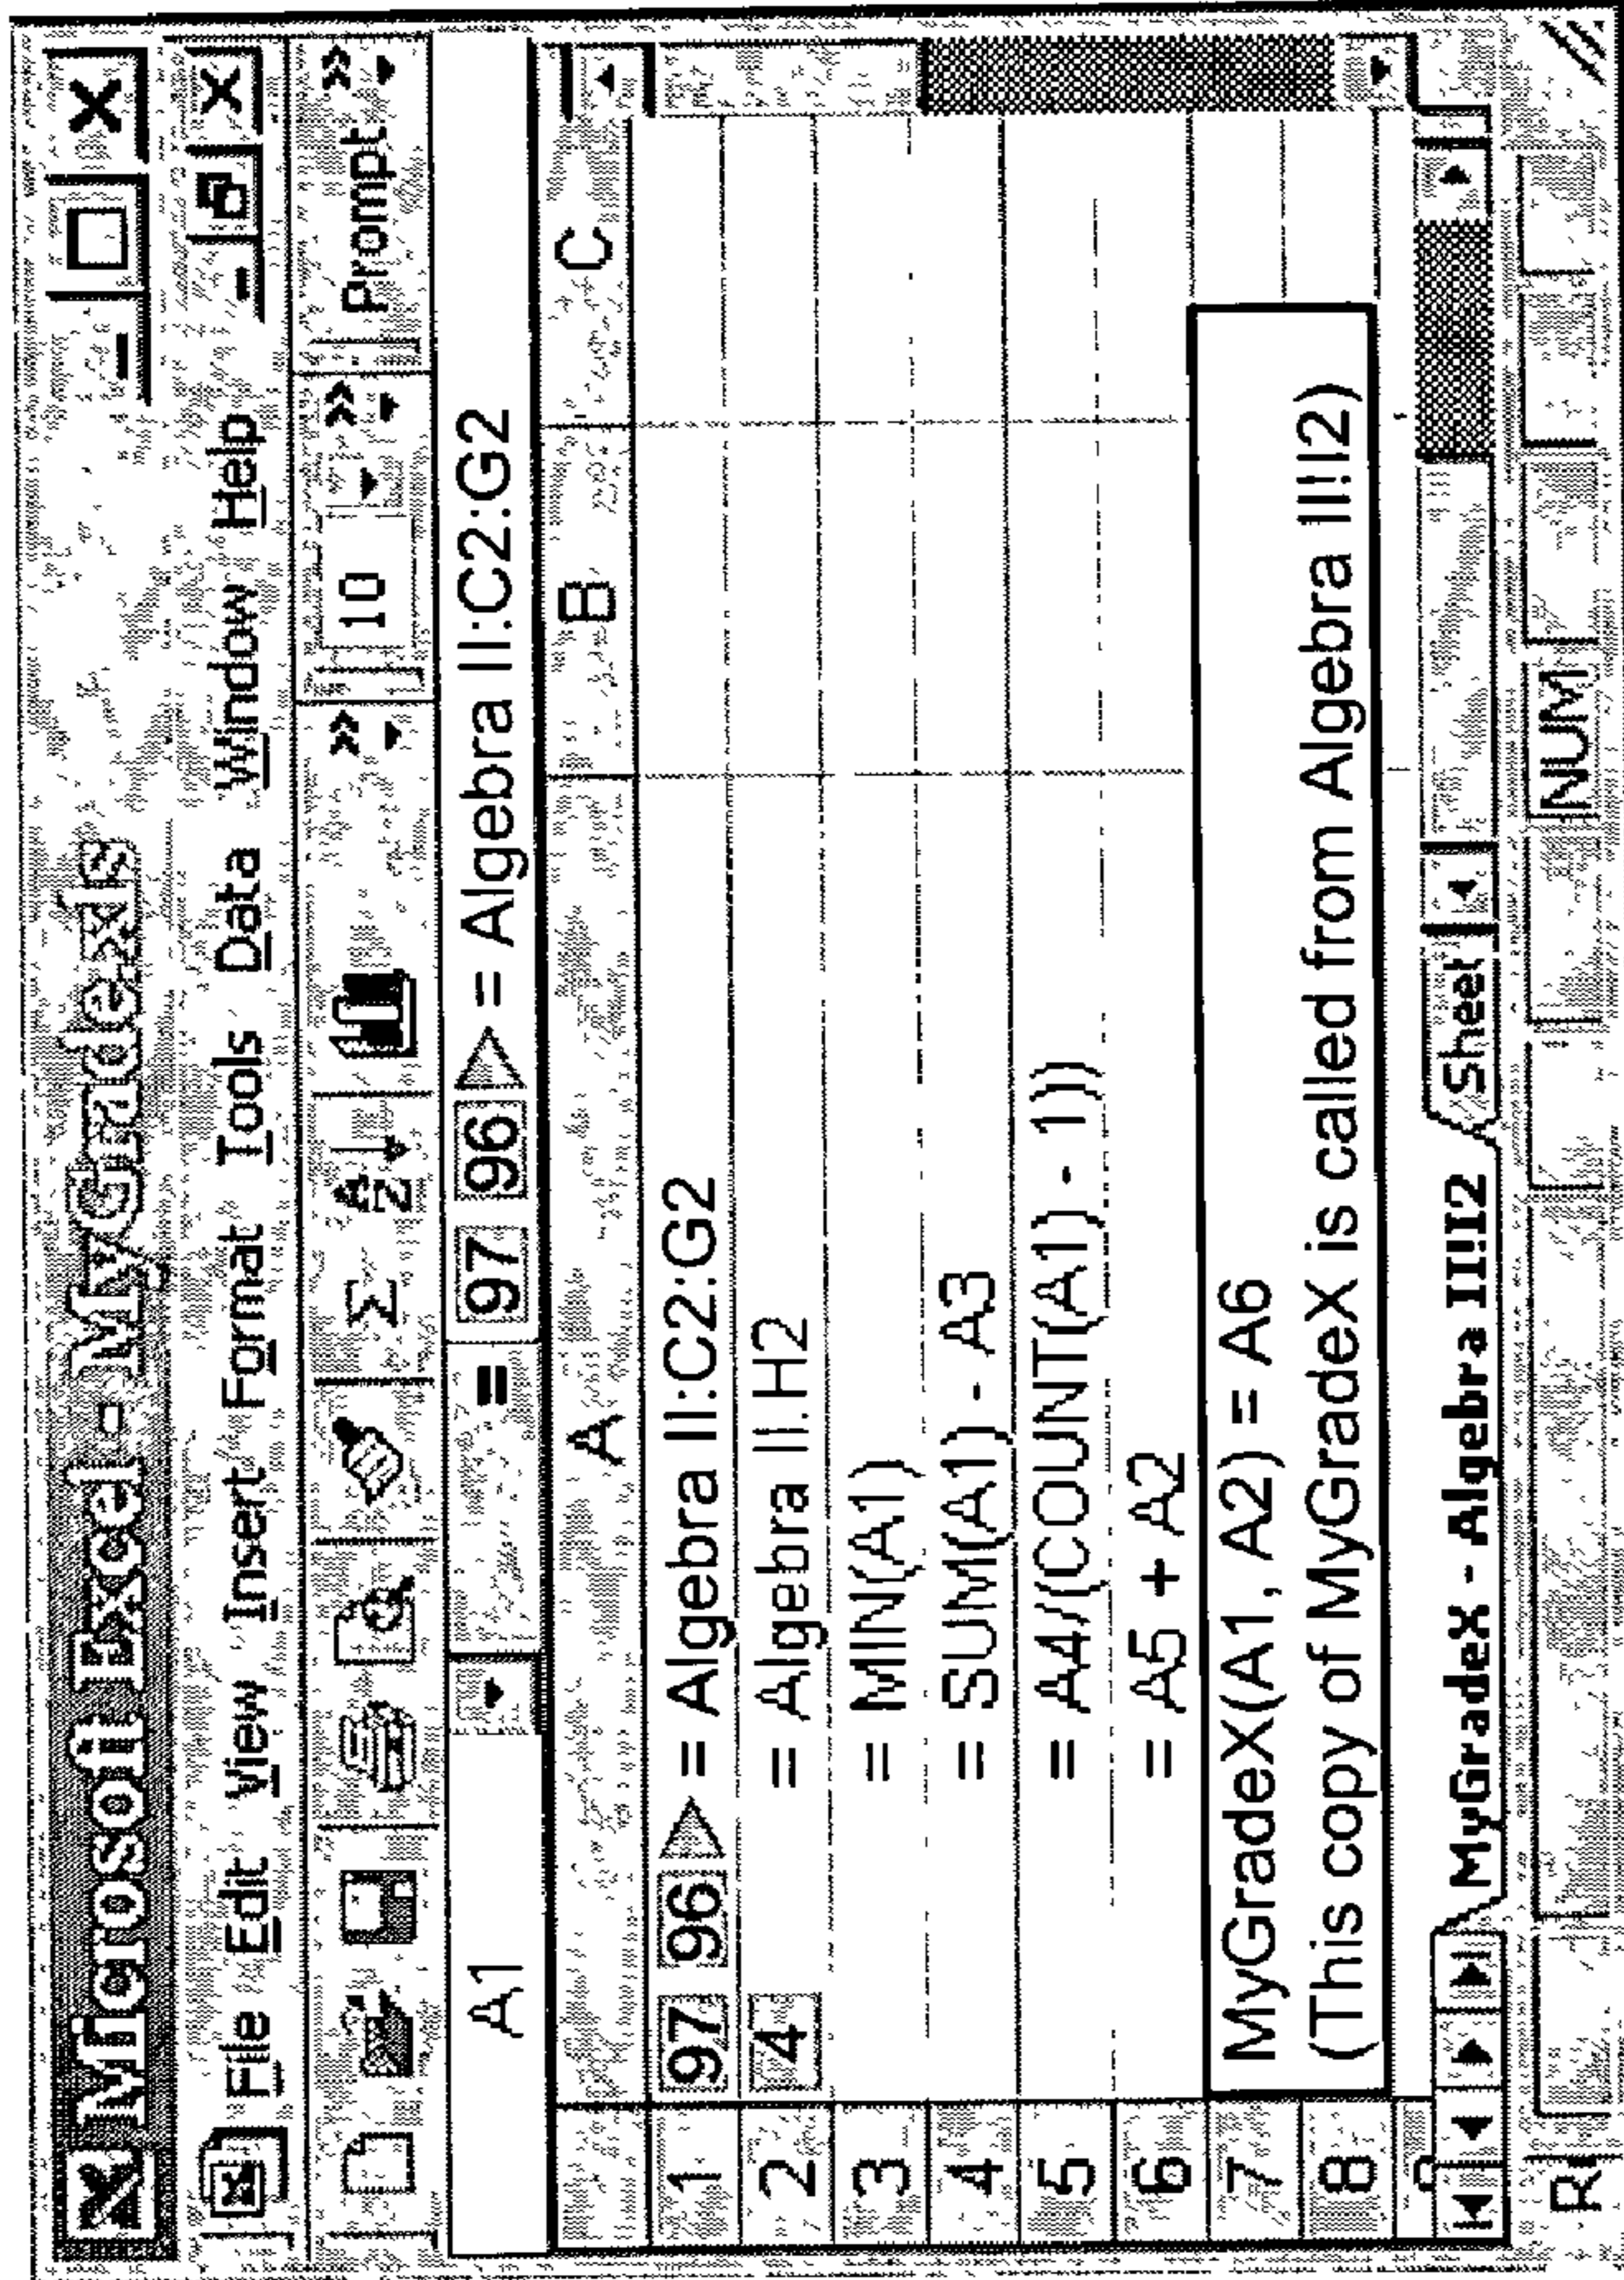 Microsoft Excel - MyGrade.xls
File Edit View Insert Format Tools Data Window Help
10 Prompt
A1 = 97 96 = Algebra II:C2:G2
A B C
1 97 96 = Algebra II:C2:G2
2 4 = Algebra II.H2
3 = MIN(A1)
4 = SUM(A1) - A3
5 = A4/(COUNT(A1) - 1))
6 = A5 + A2
7 MyGradeX(A1, A2) = A6
8 (This copy of MyGradeX is called from Algebra II!I2)
MyGradeX - Algebra II!I2 Sheet
NUM